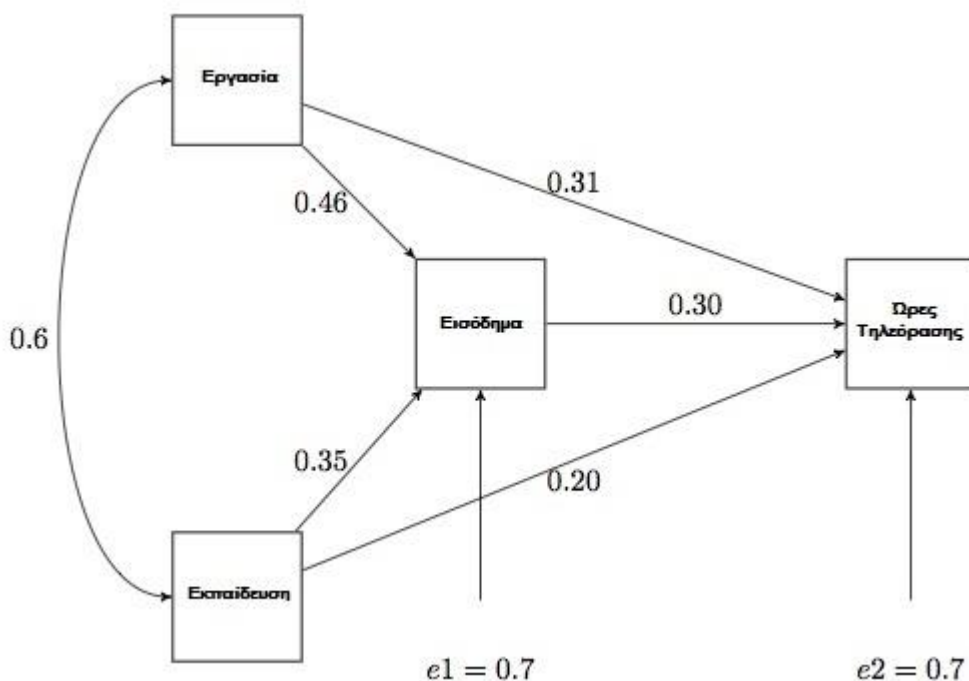 Εργασία
0.31
0.46
Ώρες
Τηλεόρασης
0.30
Εισόδημα
0.6
0.35
0.20
Εκπαίδευση
e1 = 0.7
e2 = 0.7